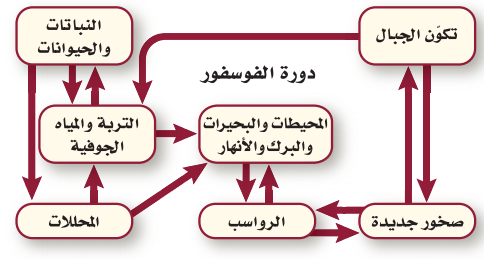 تكوّن الجبال
النباتات
والحيوانات
دورة الفوسفور
المحيطات والبحيرات
والبرك والأنهار
التربة والمياه
الجوفية
صخور جديدة
الرواسب
المحللات